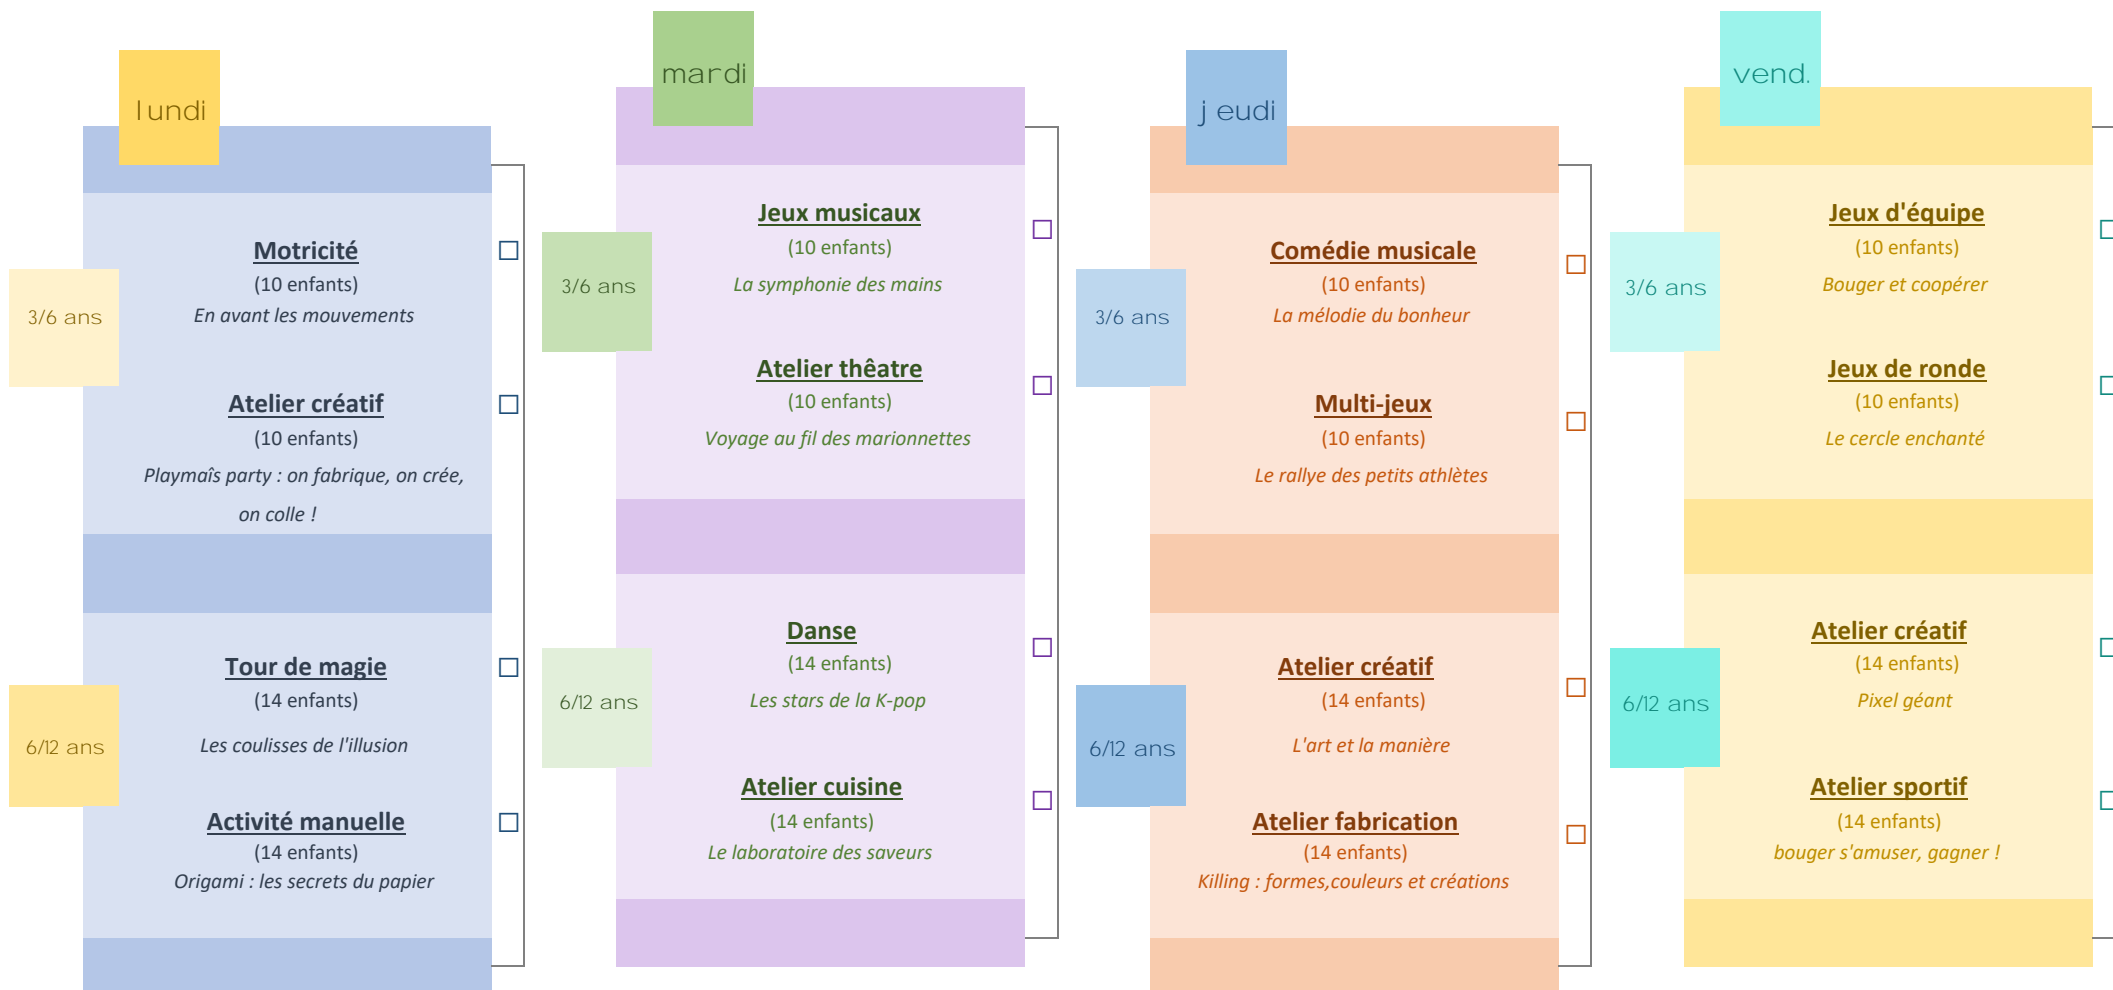 lundi
3/6 ans
Motricité
(10 enfants)
En avant les mouvements
Atelier créatif
(10 enfants)
Playmaîs party : on fabrique, on crée,
on colle !
6/12 ans
Tour de magie
(14 enfants)
Les coulisses de l'illusion
Activité manuelle
(14 enfants)
Origami : les secrets du papier
mardi
3/6 ans
Jeux musicaux
(10 enfants)
La symphonie des mains
Atelier thêatre
(10 enfants)
Voyage au fil des marionnettes
6/12 ans
Danse
(14 enfants)
Les stars de la K-pop
Atelier cuisine
(14 enfants)
Le laboratoire des saveurs
jeudi
3/6 ans
Comédie musicale
(10 enfants)
La mélodie du bonheur
Multi-jeux
(10 enfants)
Le rallye des petits athlètes
6/12 ans
Atelier créatif
(14 enfants)
L'art et la manière
Atelier fabrication
(14 enfants)
Killing : formes,couleurs et créations
vend.
3/6 ans
Jeux d'équipe
(10 enfants)
Bouger et coopérer
Jeux de ronde
(10 enfants)
Le cercle enchanté
6/12 ans
Atelier créatif
(14 enfants)
Pixel géant
Atelier sportif
(14 enfants)
bouger s'amuser, gagner !